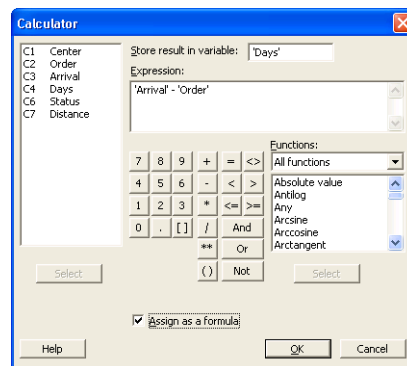 Calculator
C1 Center
C2 Order
C3 Arrival
C4 Days
C6 Status
C7 Distance
Store result in variable: 'Days'
Expression:
'Arrival' - 'Order'
Functions:
All functions
7 8 9 + = <>
4 5 6 - < >
1 2 3 * <= >=
0 . [ ] / And
** Or
( ) Not
Absolute value
Antilog
Any
Arcsine
Arccosine
Arctangent
Select
Select
Assign as a formula
Help
OK
Cancel